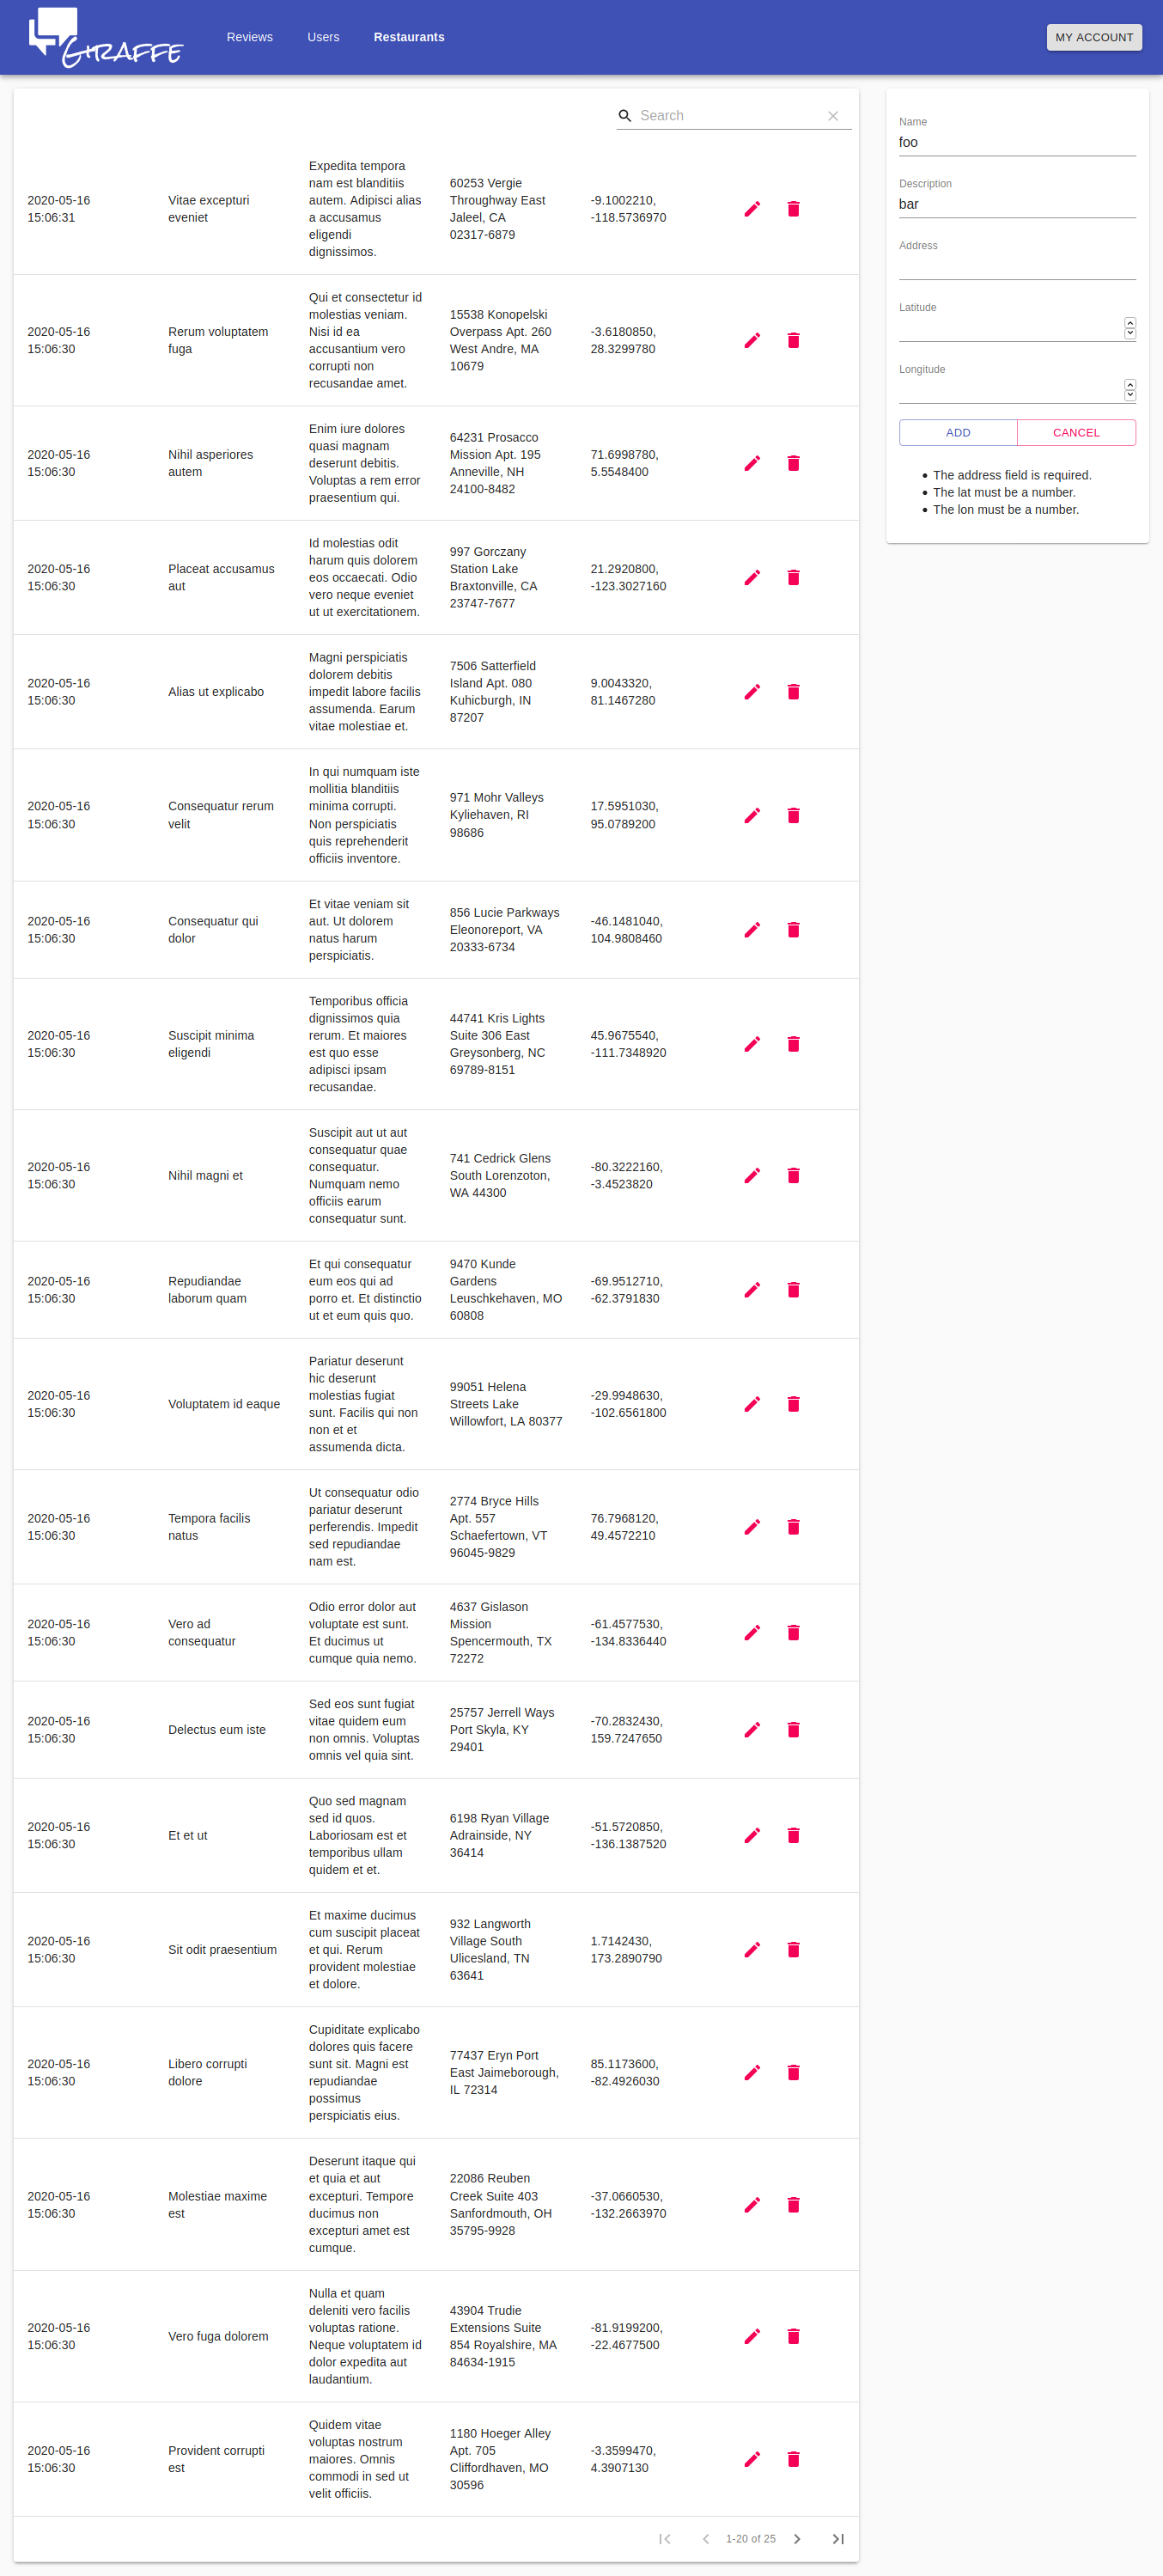 GIRAFFE
Reviews
Users
Restaurants
MY ACCOUNT
Search
2020-05-16
15:06:31
Vitae excepturi
eveniet
Expedita tempora
nam est blanditiis
autem. Adipisci alias
a accusamus
eligendi
dignissimos.
60253 Vergie
Throughway East
Jaleel, CA
02317-6879
-9.1002210,
-118.5736970
2020-05-16
15:06:30
Rerum voluptatem
fuga
Qui et consectetur id
molestias veniam.
Nisi id ea
accusantium vero
corrupti non
recusandae amet.
15538 Konopelski
Overpass Apt. 260
West Andre, MA
10679
-3.6180850,
28.3299780
2020-05-16
15:06:30
Nihil asperiores
autem
Enim iure dolores
quasi magnam
deserunt debitis.
Voluptas a rem error
praesentium qui.
64231 Prosacco
Mission Apt. 195
Anneville, NH
24100-8482
71.6998780,
5.5548400
2020-05-16
15:06:30
Placeat accusamus
aut
Id molestias odit
harum quis dolorem
eos occaecati. Odio
vero neque eveniet
ut ut exercitationem.
997 Gorczany
Station Lake
Braxtonville, CA
23747-7677
21.2920800,
-123.3027160
2020-05-16
15:06:30
Alias ut explicabo
Magni perspiciatis
dolorem debitis
impedit labore facilis
assumenda. Earum
vitae molestiae et.
7506 Satterfield
Island Apt. 080
Kuhicburgh, IN
87207
9.0043320,
81.1467280
2020-05-16
15:06:30
Consequatur rerum
velit
In qui numquam iste
mollitia blanditiis
minima corrupti.
Non perspiciatis
quis reprehenderit
officiis inventore.
971 Mohr Valleys
Kyliehaven, RI
98686
17.5951030,
95.0789200
2020-05-16
15:06:30
Consequatur qui
dolor
Et vitae veniam sit
aut. Ut dolorem
natus harum
perspiciatis.
856 Lucie Parkways
Eleonoreport, VA
20333-6734
-46.1481040,
104.9808460
2020-05-16
15:06:30
Suscipit minima
eligendi
Temporibus officia
dignissimos quia
rerum. Et maiores
est quo esse
adipisci ipsam
recusandae.
44741 Kris Lights
Suite 306 East
Greysonberg, NC
69789-8151
45.9675540,
-111.7348920
2020-05-16
15:06:30
Nihil magni et
Suscipit aut ut aut
consequatur quae
consequatur.
Numquam nemo
officiis earum
consequatur sunt.
741 Cedrick Glens
South Lorenzoton,
WA 44300
-80.3222160,
-3.4523820
2020-05-16
15:06:30
Repudiandae
laborum quam
Et qui consequatur
eum eos qui ad
porro et. Et distinctio
ut et eum quis quo.
9470 Kunde
Gardens
Leuschkehaven, MO
60808
-69.9512710,
-62.3791830
2020-05-16
15:06:30
Voluptatem id eaque
Pariatur deserunt
hic deserunt
molestias fugiat
sunt. Facilis qui non
non et et
assumenda dicta.
99051 Helena
Streets Lake
Willowfort, LA 80377
-29.9948630,
-102.6561800
2020-05-16
15:06:30
Tempora facilis
natus
Ut consequatur odio
pariatur deserunt
perferendis. Impedit
sed repudiandae
nam est.
2774 Bryce Hills
Apt. 557
Schaefertown, VT
96045-9829
76.7968120,
49.4572210
2020-05-16
15:06:30
Vero ad
consequatur
Odio error dolor aut
voluptate est sunt.
Et ducimus ut
cumque quia nemo.
4637 Gislason
Mission
Spencermouth, TX
72272
-61.4577530,
-134.8336440
2020-05-16
15:06:30
Delectus eum iste
Sed eos sunt fugiat
vitae quidem eum
non omnis. Voluptas
omnis vel quia sint.
25757 Jerrell Ways
Port Skyla, KY
29401
-70.2832430,
159.7247650
2020-05-16
15:06:30
Et et ut
Quo sed magnam
sed id quos.
Laboriosam est et
temporibus ullam
quidem et et.
6198 Ryan Village
Adrainside, NY
36414
-51.5720850,
-136.1387520
2020-05-16
15:06:30
Sit odit praesentium
Et maxime ducimus
cum suscipit placeat
et qui. Rerum
provident molestiae
et dolore.
932 Langworth
Village South
Ulicesland, TN
63641
1.7142430,
173.2890790
2020-05-16
15:06:30
Libero corrupti
dolore
Cupiditate explicabo
dolores quis facere
sunt sit. Magni est
repudiandae
possimus
perspiciatis eius.
77437 Eryn Port
East Jaimeborough,
IL 72314
85.1173600,
-82.4926030
2020-05-16
15:06:30
Molestiae maxime
est
Deserunt itaque qui
et quia et aut
excepturi. Tempore
ducimus non
excepturi amet est
cumque.
22086 Reuben
Creek Suite 403
Sanfordmouth, OH
35795-9928
-37.0660530,
-132.2663970
2020-05-16
15:06:30
Vero fuga dolorem
Nulla et quam
deleniti vero facilis
voluptas ratione.
Neque voluptatem id
dolor expedita aut
laudantium.
43904 Trudie
Extensions Suite
854 Royalshire, MA
84634-1915
-81.9199200,
-22.4677500
2020-05-16
15:06:30
Provident corrupti
est
Quidem vitae
voluptas nostrum
maiores. Omnis
commodi in sed ut
velit officiis.
1180 Hoeger Alley
Apt. 705
Cliffordhaven, MO
30596
-3.3599470,
4.3907130
1-20 of 25
Name
foo
Description
bar
Address
Latitude
Longitude
ADD
CANCEL
The address field is required.
The lat must be a number.
The lon must be a number.